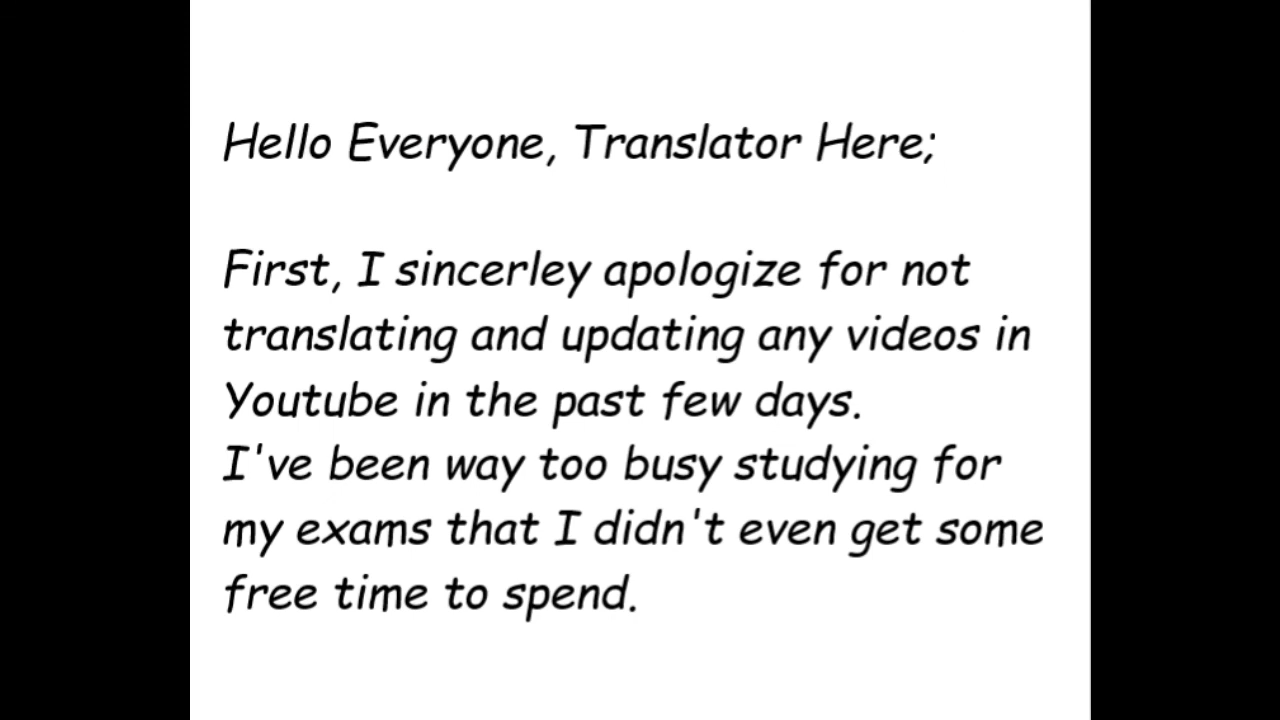 Hello Everyone, Translator Here;
First, I sincerley apologize for not
translating and updating any videos in
Youtube in the past few days.
I've been way too busy studying for
my exams that I didn't even get some
free time to spend.